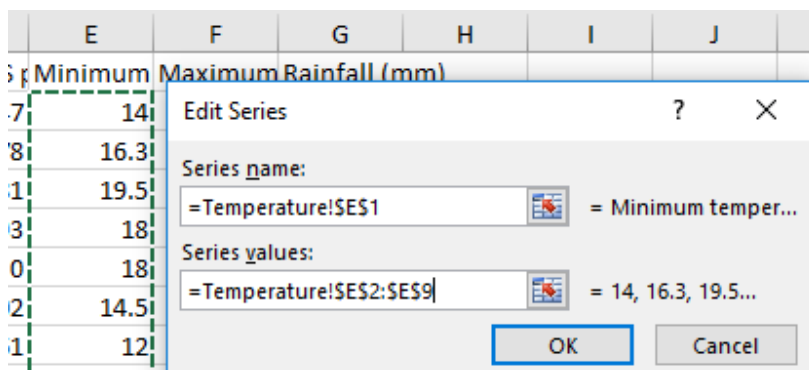 E F G H I J
Minimum Maximum Rainfall (mm)
14
16.3
19.5
18
18
14.5
12
Edit Series ? ×
Series name:
=Temperature!$E$1 = Minimum temper...
Series values:
=Temperature!$E$2:$E$9 = 14, 16.3, 19.5...
OK Cancel